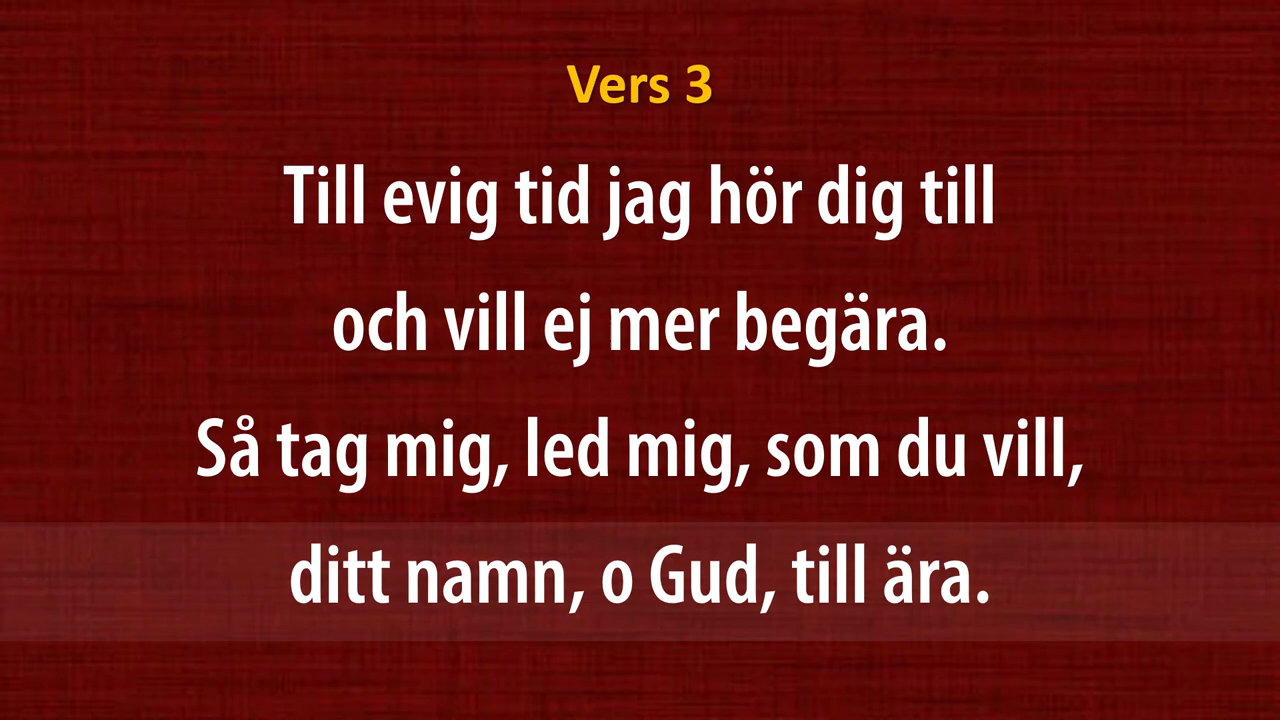 Vers 3
Till evig tid jag hör dig till
och vill ej mer begära.
Så tag mig, led mig, som du vill,
ditt namn, o Gud, till ära.